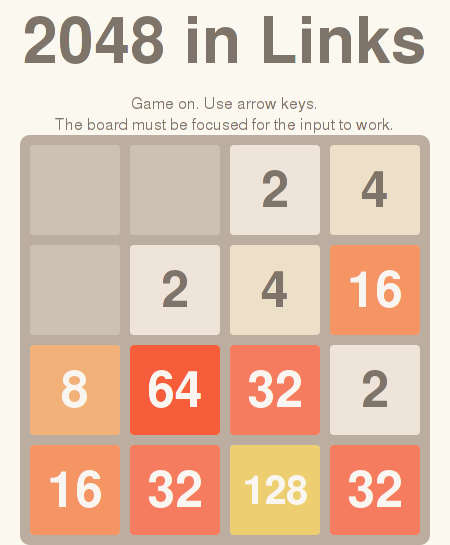 2048 in Links
Game on. Use arrow keys.
The board must be focused for the input to work.
2 4
2 4 16
8 64 32 2
16 32 128 32